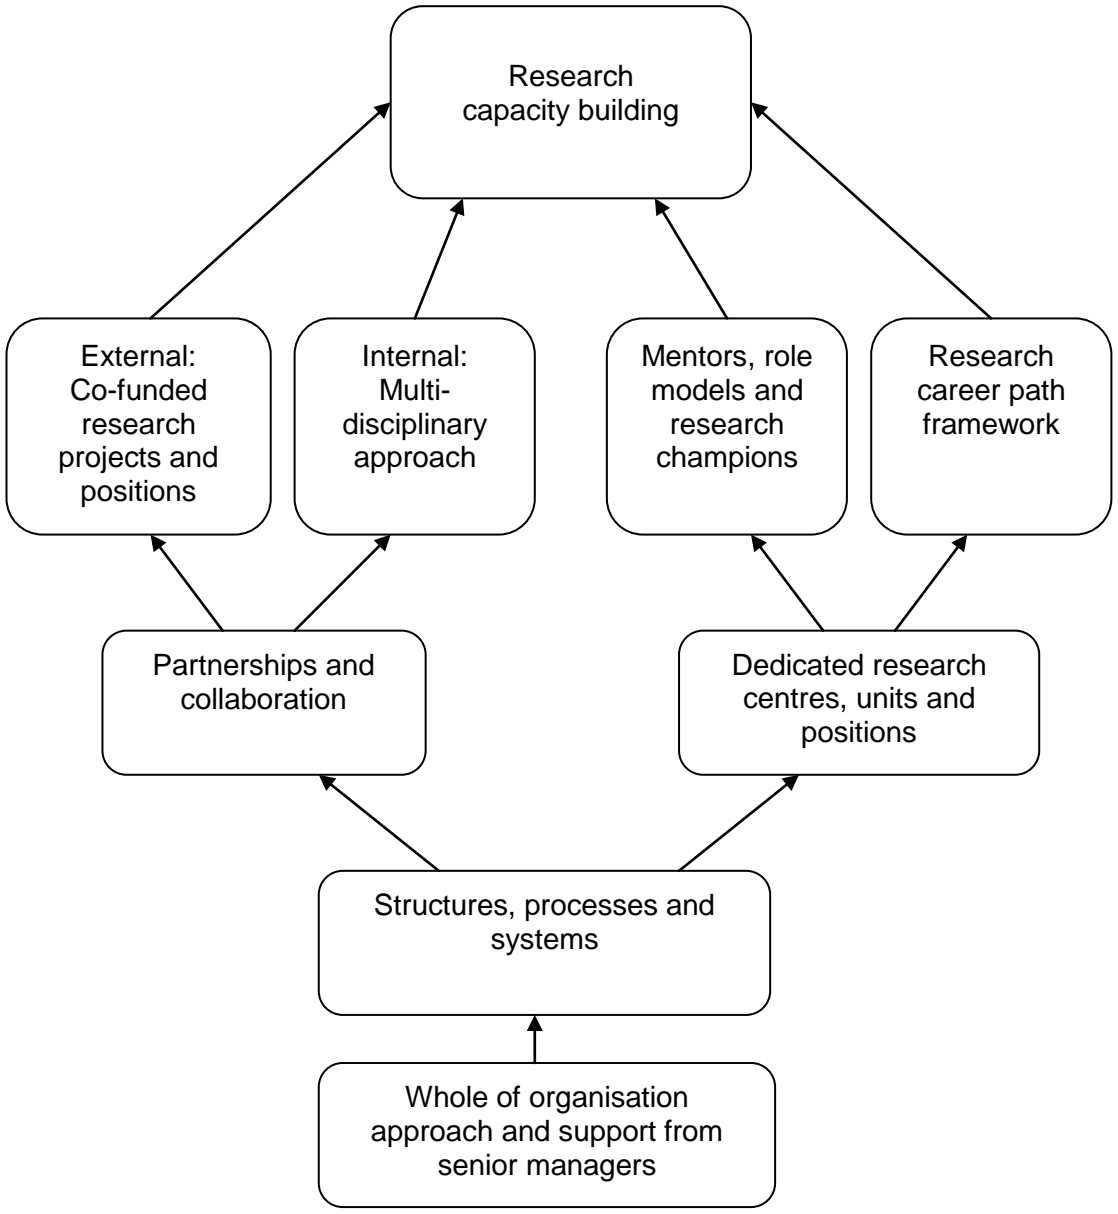 Research
capacity building
External:
Co-funded
research
projects and
positions
Internal:
Multi-
disciplinary
approach
Mentors, role
models and
research
champions
Research
career path
framework
Partnerships and
collaboration
Dedicated research
centres, units and
positions
Structures, processes and
systems
Whole of organisation
approach and support from
senior managers